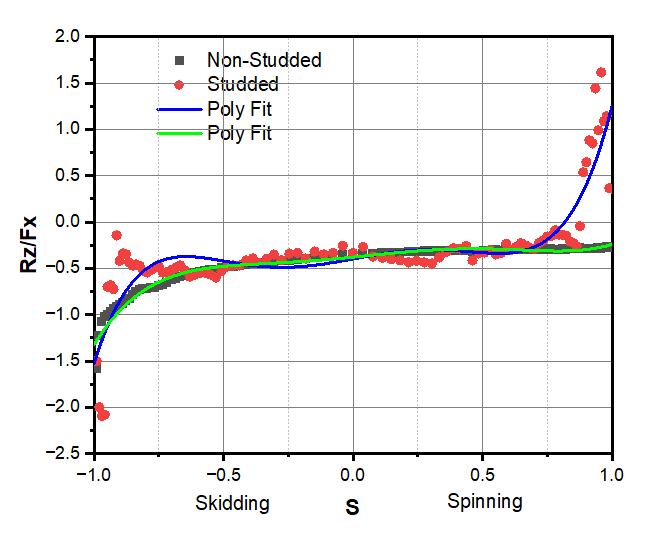 2.0
1.5
1.0
0.5
0.0
−0.5
−1.0
−1.5
−2.0
−2.5
Rz/Fx
Non-Studded
Studded
Poly Fit
Poly Fit
−1.0 −0.5 0.0 0.5 1.0
Skidding S Spinning